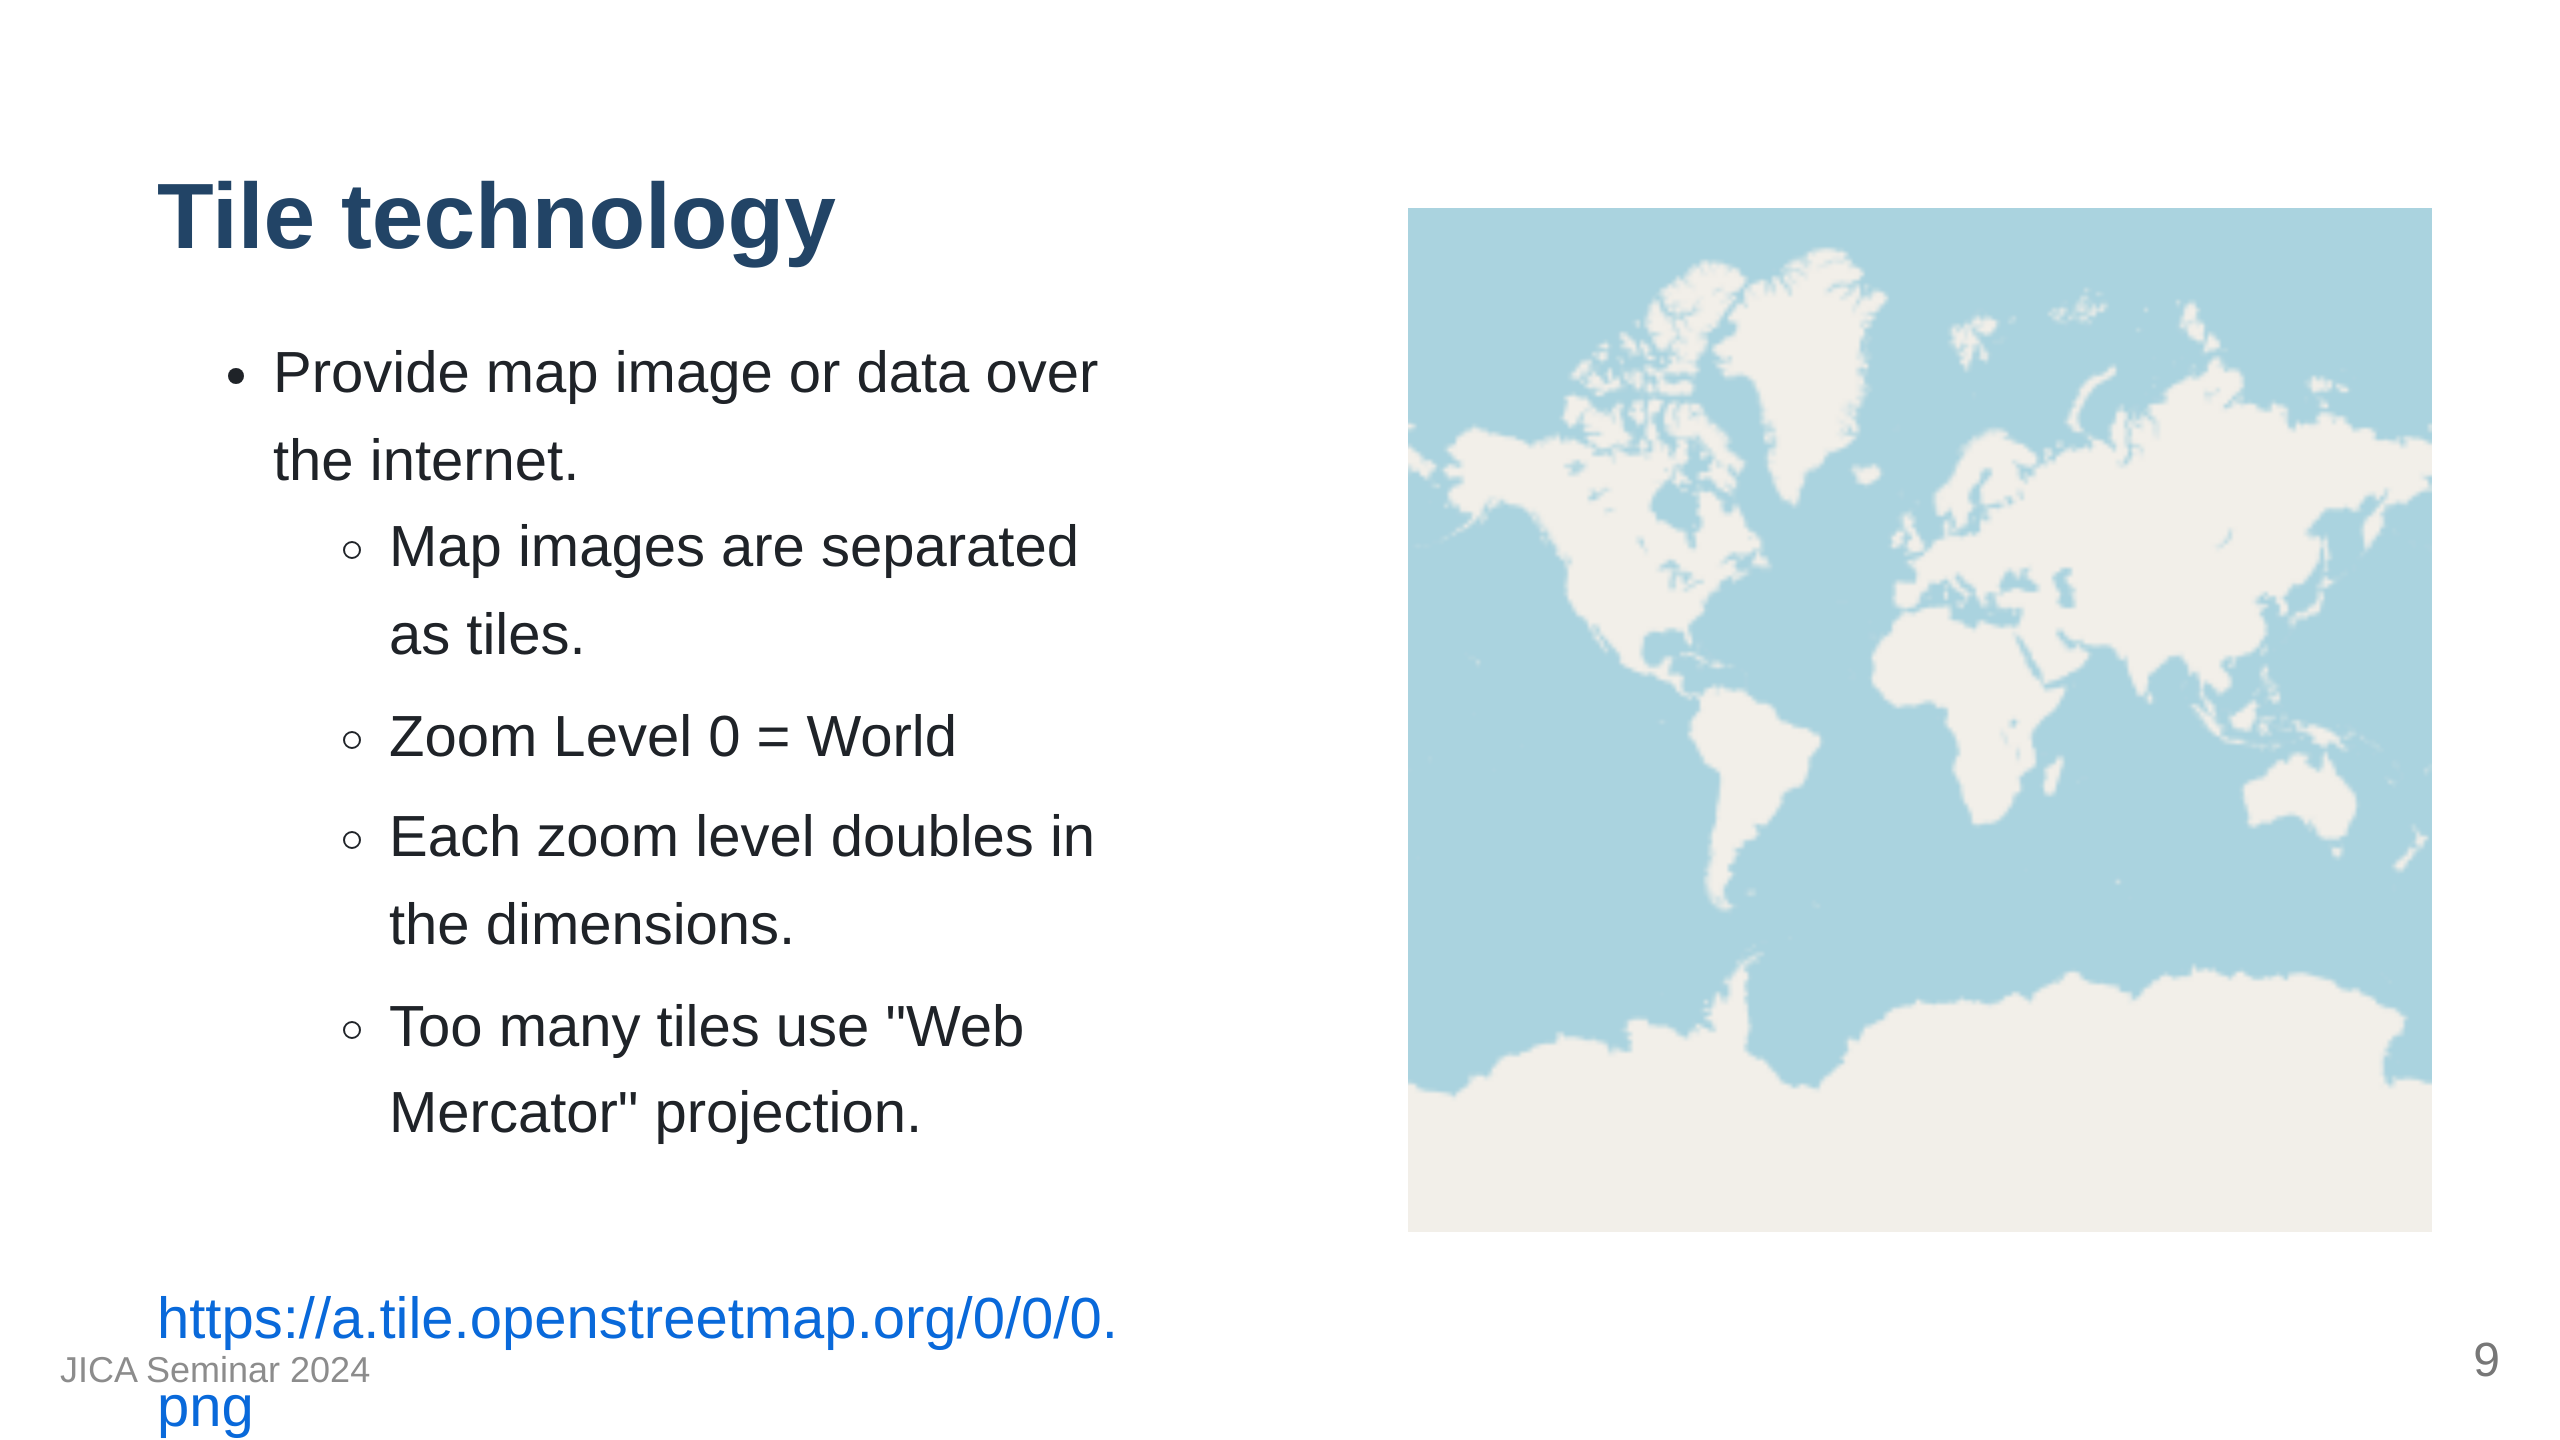 Tile technology
• Provide map image or data over
the internet.
◦ Map images are separated
as tiles.
◦ Zoom Level 0 = World
◦ Each zoom level doubles in
the dimensions.
◦ Too many tiles use "Web
Mercator" projection.
https://a.tile.openstreetmap.org/0/0/0.
png
JICA Seminar 2024
9